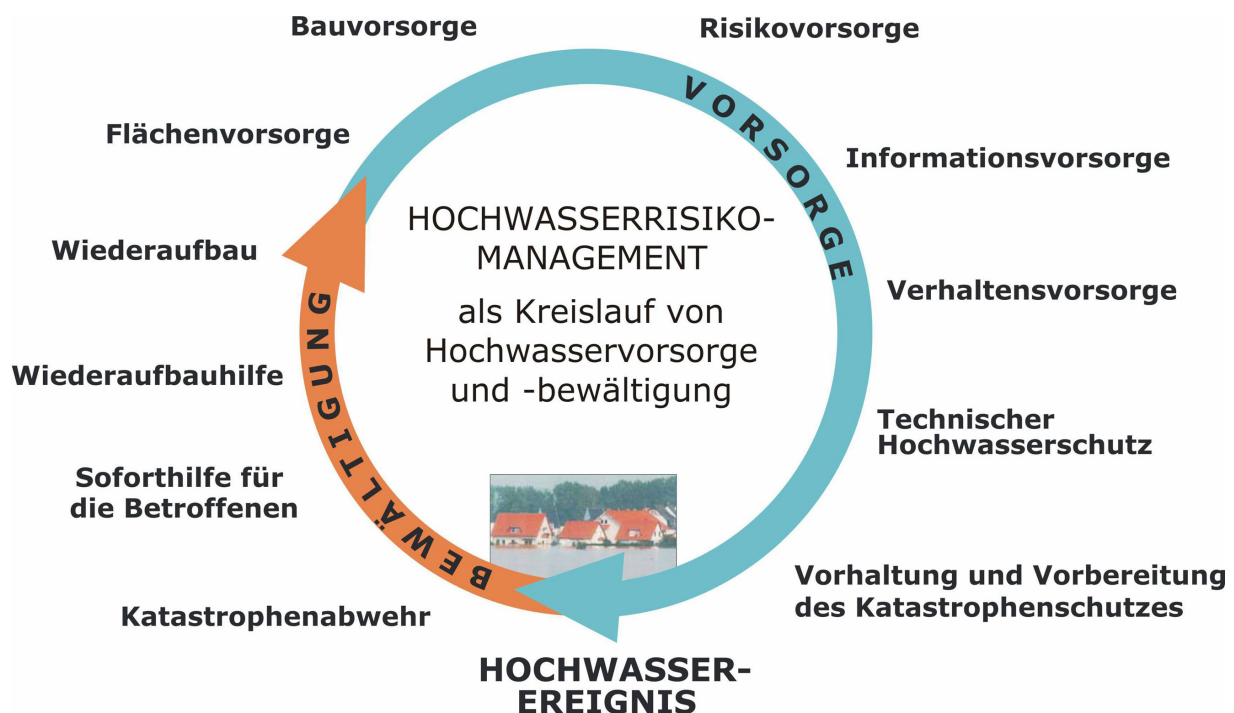 Bauvorsorge
Risikovorsorge
Flächenvorsorge
VORSORGE
Informationsvorsorge
Wiederaufbau
HOCHWASSERRISIKO-
MANAGEMENT
als Kreislauf von
Hochwasservorsorge
und -bewältigung
Verhaltensvorsorge
Wiederaufbauhilfe
BEWÄLTIGUNG
Technischer
Hochwasserschutz
Soforthilfe für
die Betroffenen
Vorhaltung und Vorbereitung
des Katastrophenschutzes
Katastrophenabwehr
HOCHWASSER-
EREIGNIS